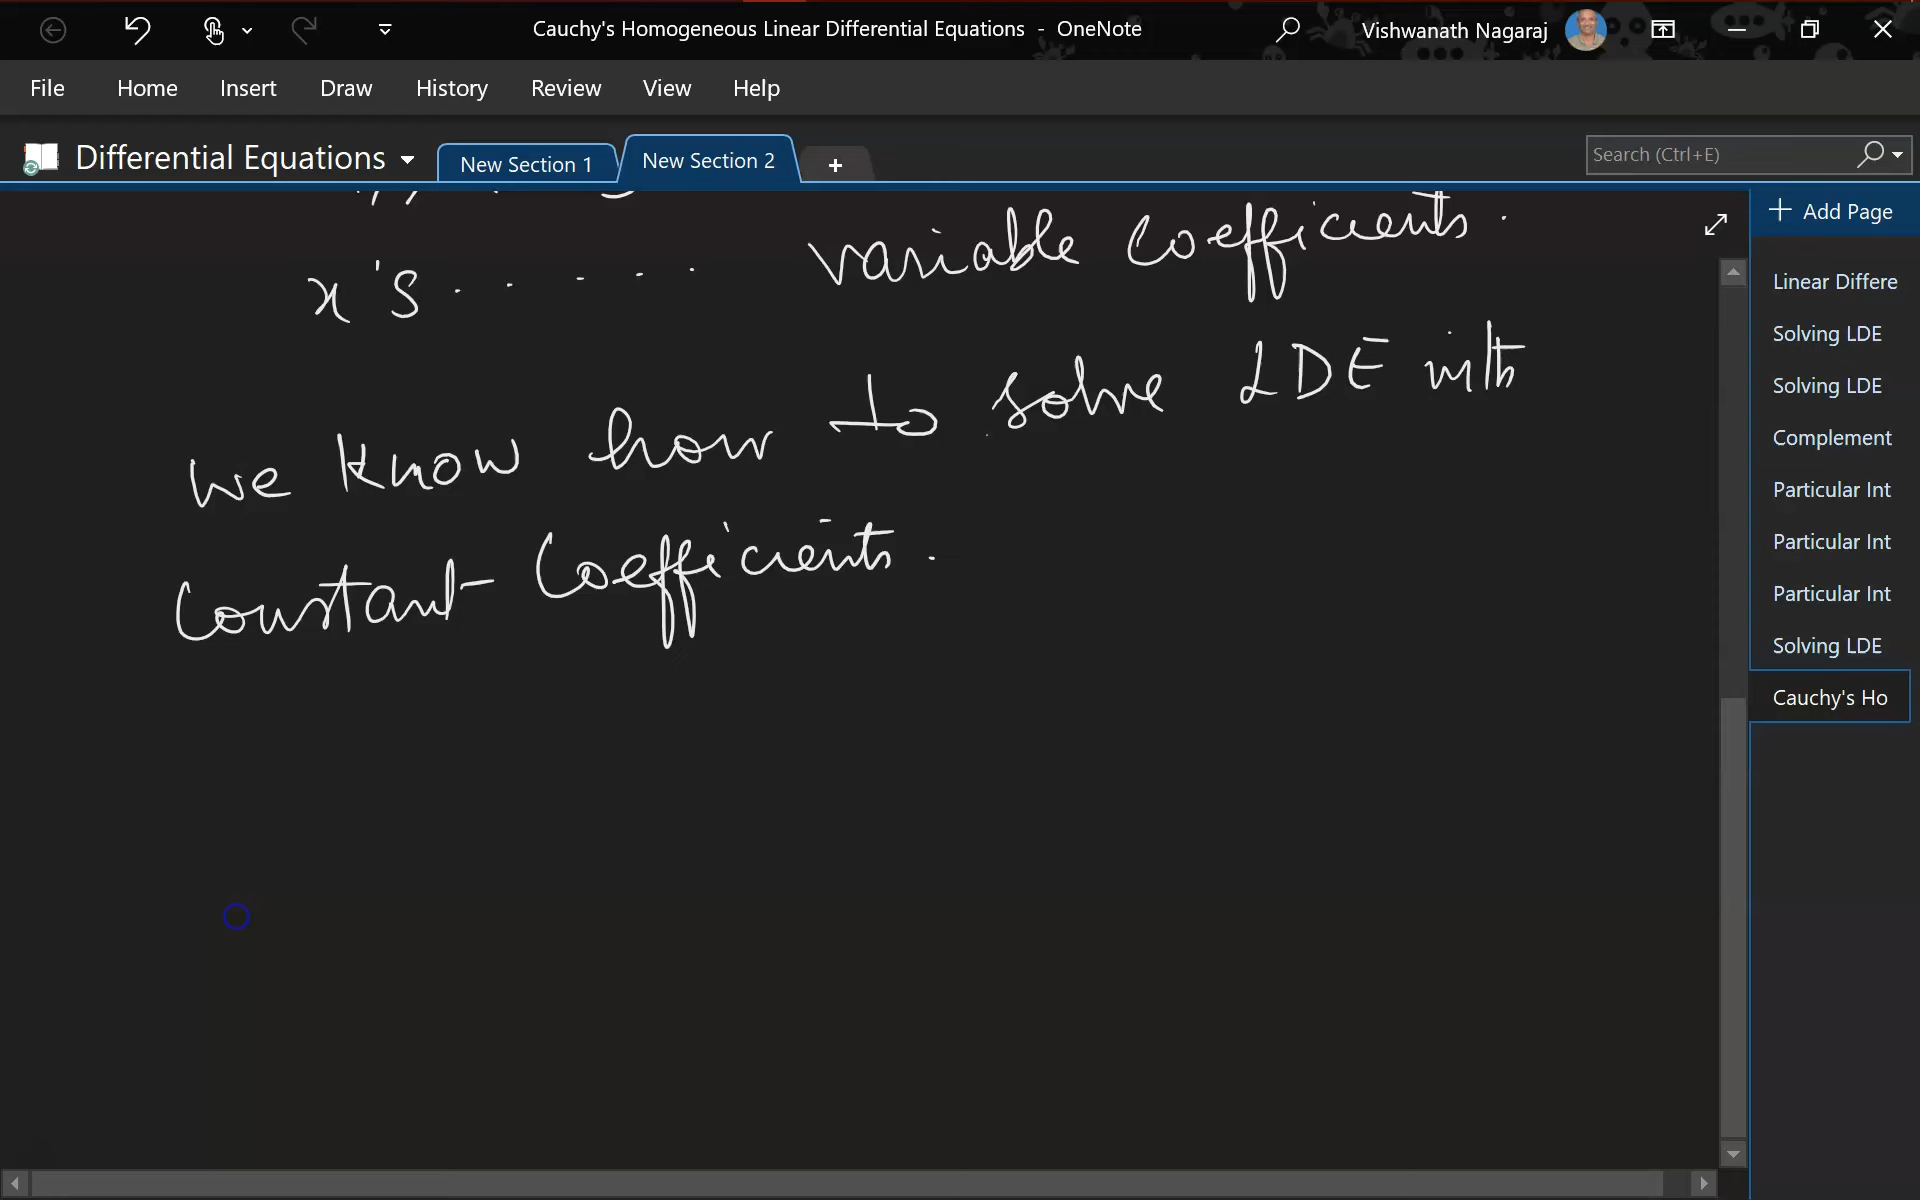 Cauchy's Homogeneous Linear Differential Equations - OneNote
Vishwanath Nagaraj
File Home Insert Draw History Review View Help
Differential Equations
New Section 1
New Section 2
+
Search (Ctrl+E)
Add Page
Linear Differe
Solving LDE
Solving LDE
Complement
Particular Int
Particular Int
Particular Int
Solving LDE
Cauchy's Ho
x's ..... variable coefficients.
we know how to solve LDE with
constant coefficients.